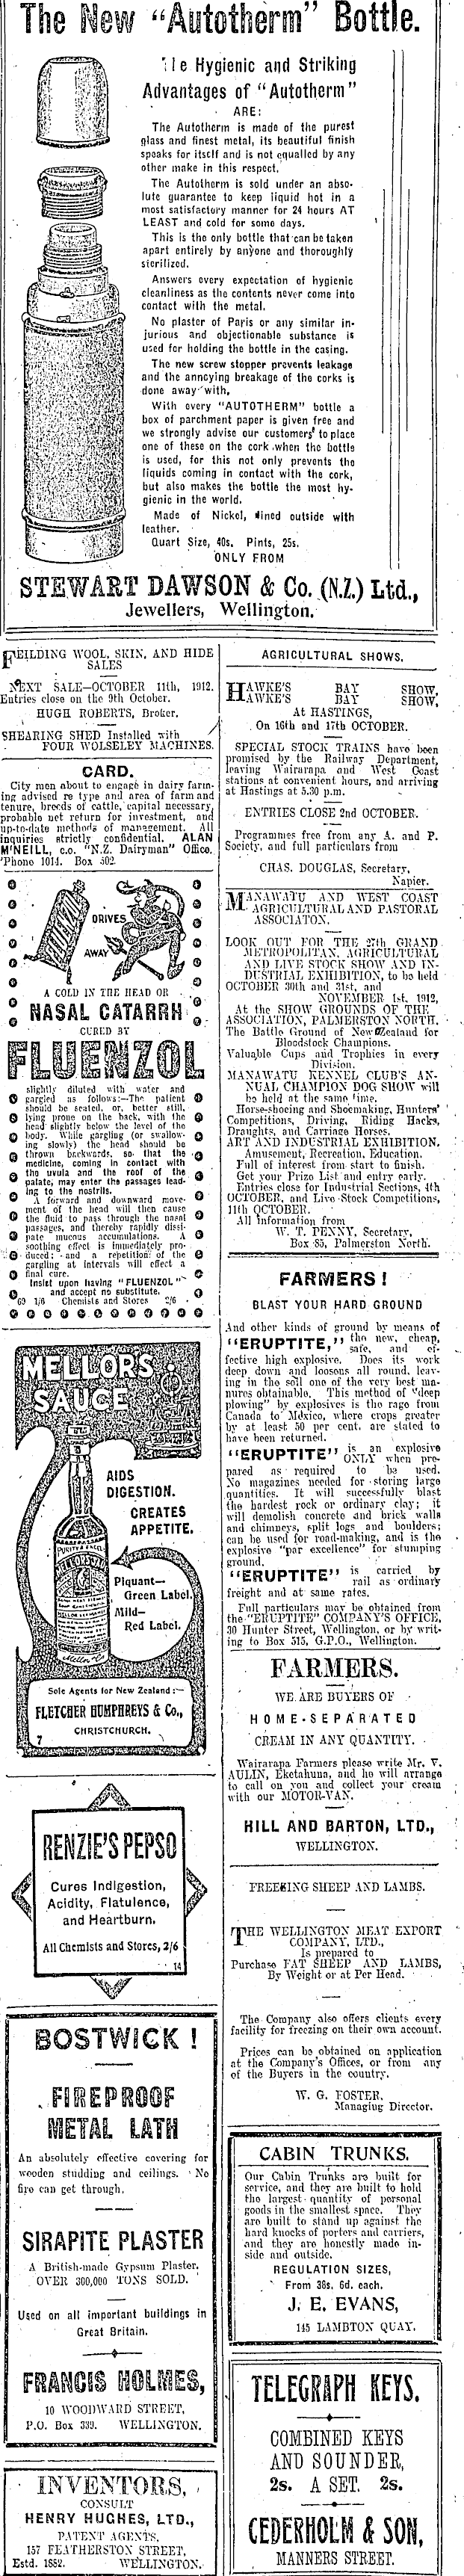 The New "Autotherm" Bottle.
Hygienic and Striking
Advantages of "Autotherm"
ARE:
The Autotherm is made of the purest
glass and finest metal, its beautiful finish
speaks for itself and is not equalled by any
other make in this respect.
The Autotherm is sold under an abso-
lute guarantee to keep liquid hot in a
most satisfactory manner for 24 hours AT
LEAST and cold for some days.
This is the only bottle that can be taken
apart entirely by anyone and thoroughly
sterilized.
Answers every expectation of hygienic
cleanliness as the contents never come into
contact with the metal.
No plaster of Paris or any similar in-
jurious and objectionable substance is
used for holding the bottle in the casing.
The new screw stopper prevents leakage
and the annoying breakage of the corks is
done away with.
With every "AUTOTHERM" bottle a
box of parchment paper is given free and
we strongly advise our customers to place
one of these on the cork when the bottle
is used, for this not only prevents the
liquids coming in contact with the cork,
but also makes the bottle the most hy-
gienic in the world.
Made of Nickel, lined outside with
leather.
Quart Size, 40s. Pints, 25s.
ONLY FROM
STEWART DAWSON & Co. (N.Z.) Ltd.,
Jewellers, Wellington.
FEILDING WOOL, SKIN, AND HIDE
SALES
NEXT SALE—OCTOBER 11th, 1912.
Entries close on the 9th October.
HUGH ROBERTS, Broker.
SHEARING SHED Installed with
FOUR WOLSELEY MACHINES.
CARD.
City men about to engage in dairy farm-
ing advised re type and area of farm and
tenure, breeds of cattle, capital necessary,
probable net return for investment, and
up-to-date methods of management. All
inquiries strictly confidential. ALAN
M'NEILL, c.o. "N.Z. Dairyman" Office.
'Phone 1014. Box 502.
FLUENZOL
DRIVES
AWAY
A COLD IN THE HEAD OR
NASAL CATARRH
CURED BY
FLUENZOL
slightly diluted with water and
gargled as follows:—The patient
should be seated, or, better still,
lying prone on the back, with the
head slightly below the level of the
body. While gargling (or swallow-
ing slowly) the head should be
thrown backwards, so that the
medicine, coming in contact with
the uvula and the roof of the
palate, may enter the passages lead-
ing to the nostrils.
A forward and downward move-
ment of the head will then cause
the fluid to pass through the nasal
passages, and thereby rapidly dissi-
pate mucous accumulations. A
soothing effect is immediately pro-
duced: and a repetition of the
gargling at intervals will effect a
final cure.
Insist upon having "FLUENZOL"
and accept no substitute.
69 1/6 Chemists and Stores 2/6
MELLOR'S
SAUCE
AIDS
DIGESTION.
CREATES
APPETITE.
Piquant—
Green Label.
Mild—
Red Label.
Sole Agents for New Zealand:—
FLETCHER HUMPHREYS & Co.,
CHRISTCHURCH.
7
RENZIE'S PEPSO
Cures Indigestion,
Acidity, Flatulence,
and Heartburn.
All Chemists and Stores, 2/6
14
BOSTWICK!
FIREPROOF
METAL LATH
An absolutely effective covering for
wooden studding and ceilings. No
fire can get through.
SIRAPITE PLASTER
A British-made Gypsum Plaster.
OVER 300,000 TONS SOLD.
Used on all important buildings in
Great Britain.
FRANCIS HOLMES,
10 WOODWARD STREET,
P.O. Box 339. WELLINGTON.
INVENTORS,
CONSULT
HENRY HUGHES, LTD.,
PATENT AGENTS,
157 FEATHERSTON STREET,
Estd. 1882. WELLINGTON.
AGRICULTURAL SHOWS.
HAWKE'S BAY SHOW,
HAWKE'S BAY SHOW,
At HASTINGS,
On 16th and 17th OCTOBER.
SPECIAL STOCK TRAINS have been
promised by the Railway Department,
leaving Wairarapa and West Coast
stations at convenient hours, and arriving
at Hastings at 5.30 p.m.
ENTRIES CLOSE 2nd OCTOBER.
Programmes free from any A. and P.
Society, and full particulars from
CHAS. DOUGLAS, Secretary,
Napier.
MANAWATU AND WEST COAST
AGRICULTURAL AND PASTORAL
ASSOCIATON.
LOOK OUT FOR THE 27th GRAND
METROPOLITAN, AGRICULTURAL
AND LIVE STOCK SHOW AND IN-
DUSTRIAL EXHIBITION, to be held
OCTOBER 30th and 31st, and
NOVEMBER 1st, 1912,
At the SHOW GROUNDS OF THE
ASSOCIATION, PALMERSTON NORTH.
The Battle Ground of New Zealand for
Bloodstock Champions.
Valuable Cups and Trophies in every
Division.
MANAWATU KENNEL CLUB'S AN-
NUAL CHAMPION DOG SHOW will
be held at the same time.
Horse-shoeing and Shoemaking, Hunters'
Competitions, Driving, Riding Hacks,
Draughts, and Carriage Horses.
ART AND INDUSTRIAL EXHIBITION.
Amusement, Recreation, Education.
Full of interest from start to finish.
Get your Prize List and entry early.
Entries close for Industrial Sections, 4th
OCTOBER, and Live Stock Competitions,
11th OCTOBER.
All Information from
W. T. PENNY, Secretary,
Box 85, Palmerston North.
FARMERS!
BLAST YOUR HARD GROUND
And other kinds of ground by means of
"ERUPTITE," the new, cheap,
safe, and ef-
fective high explosive. Does its work
deep down and loosens all round, leav-
ing in the soil one of the very best ma-
nures obtainable. This method of "deep
plowing" by explosives is the rage from
Canada to Mexico, where crops greater
by at least 50 per cent. are stated to
have been returned.
"ERUPTITE" is an explosive
ONLY when pre-
pared as required to be used.
No magazines needed for storing large
quantities. It will successfully blast
the hardest rock or ordinary clay; it
will demolish concrete and brick walls
and chimneys, split logs and boulders;
can be used for road-making, and is the
explosive "par excellence" for stumping
ground.
"ERUPTITE" is carried by
rail as ordinary
freight and at same rates.
Full particulars may be obtained from
the "ERUPTITE" COMPANY'S OFFICE,
30 Hunter Street, Wellington, or by writ-
ing to Box 515, G.P.O., Wellington.
FARMERS.
WE ARE BUYERS OF
HOME-SEPARATED
CREAM IN ANY QUANTITY.
Wairarapa Farmers please write Mr. V.
AULIN, Eketahuna, and he will arrange
to call on you and collect your cream
with our MOTOR-VAN.
HILL AND BARTON, LTD.,
WELLINGTON.
FREEZING SHEEP AND LAMBS.
THE WELLINGTON MEAT EXPORT
COMPANY, LTD.,
Is prepared to
Purchase FAT SHEEP AND LAMBS,
By Weight or at Per Head.
The Company also offers clients every
facility for freezing on their own account.
Prices can be obtained on application
at the Company's Offices, or from any
of the Buyers in the country.
W. G. FOSTER,
Managing Director.
CABIN TRUNKS.
Our Cabin Trunks are built for
service, and they are built to hold
the largest quantity of personal
goods in the smallest space. They
are built to stand up against the
hard knocks of porters and carriers,
and they are honestly made in-
side and outside.
REGULATION SIZES,
From 38s. 6d. each.
J. E. EVANS,
145 LAMBTON QUAY.
TELEGRAPH KEYS.
COMBINED KEYS
AND SOUNDER,
2s. A SET. 2s.
CEDERHOLM & SON,
MANNERS STREET.